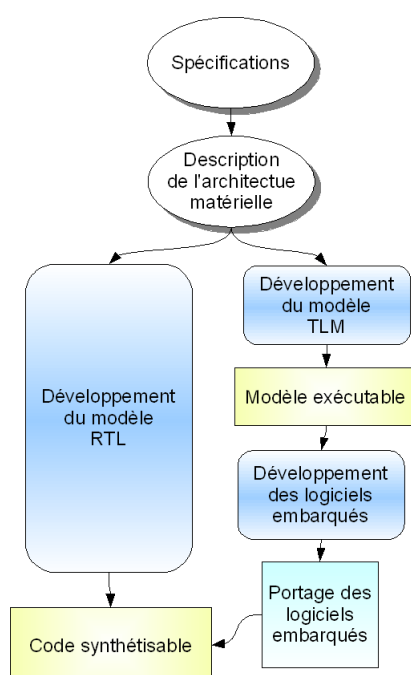 Spécifications
Description
de l'architectue
matérielle
Développement
du modèle
TLM
Développement
du modèle
RTL
Modèle exécutable
Développement
des logiciels
embarqués
Portage des
logiciels
embarqués
Code synthétisable